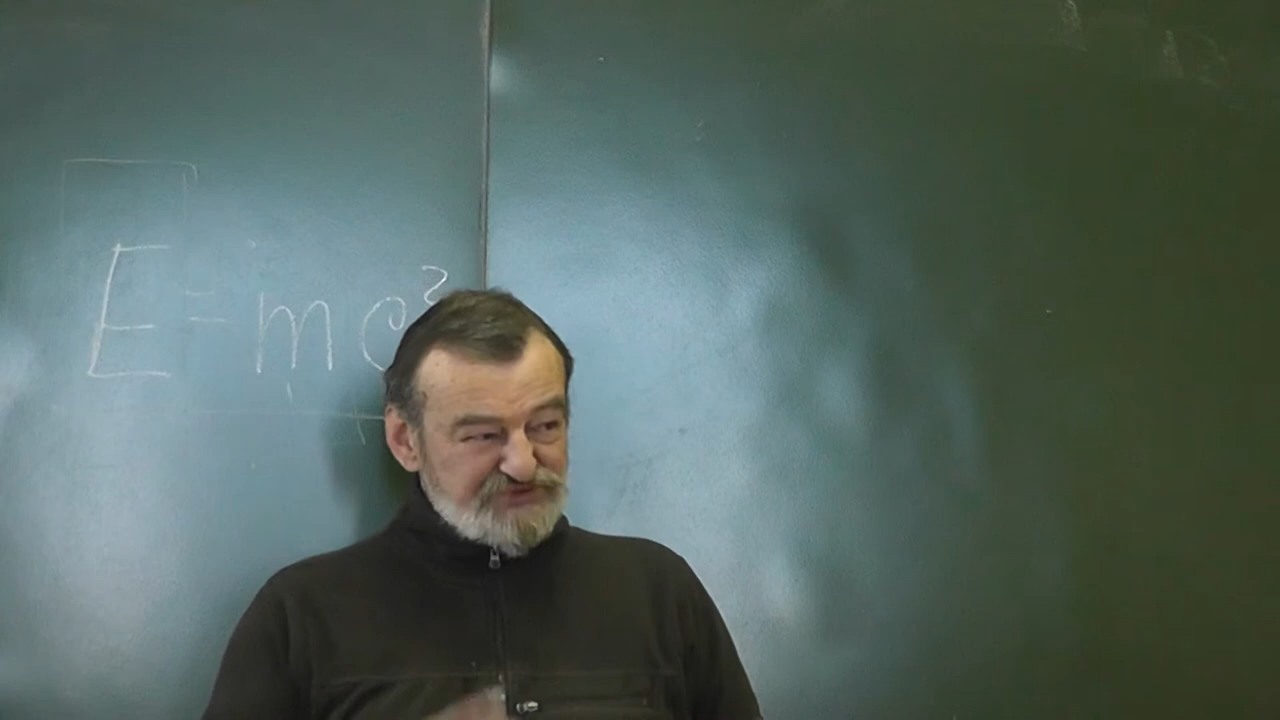 E = mc²